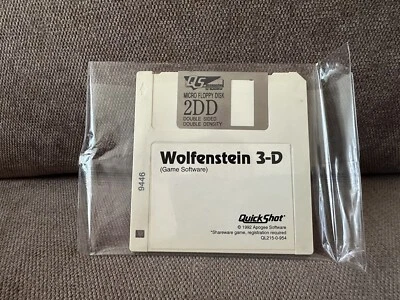 QS
MICRO FLOPPY DISK
2DD
DOUBLE SIDED
DOUBLE DENSITY
9446
Wolfenstein 3-D
(Game Software)
QuickShot®
© 1992 Apogee Software
*Shareware game, registration required
QL215-0-954